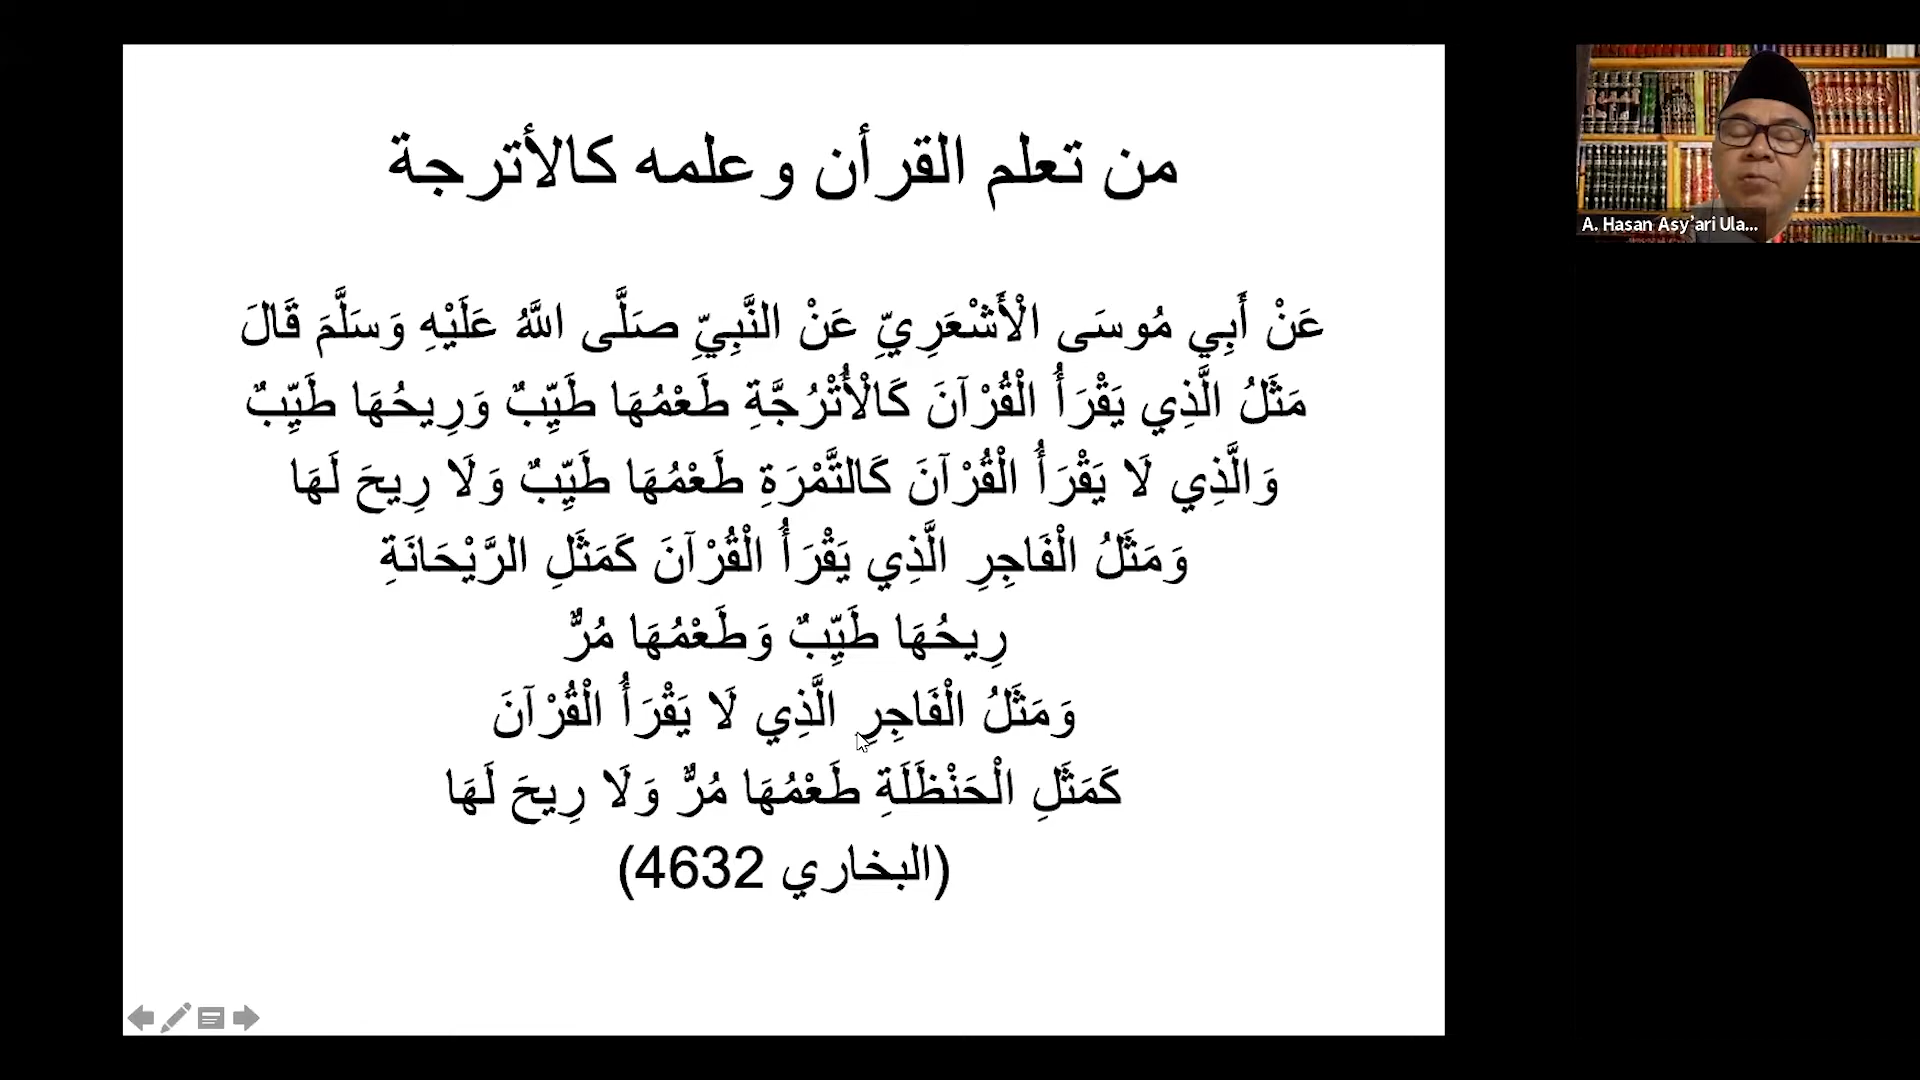 من تعلم القرأن وعلمه كالأترجة
عَنْ أَبِي مُوسَى الْأَشْعَرِيِّ عَنْ النَّبِيِّ صَلَّى اللَّهُ عَلَيْهِ وَسَلَّمَ قَالَ
مَثَلُ الَّذِي يَقْرَأُ الْقُرْآنَ كَالْأُتْرُجَّةِ طَعْمُهَا طَيِّبٌ وَرِيحُهَا طَيِّبٌ
وَالَّذِي لَا يَقْرَأُ الْقُرْآنَ كَالتَّمْرَةِ طَعْمُهَا طَيِّبٌ وَلَا رِيحَ لَهَا
وَمَثَلُ الْفَاجِرِ الَّذِي يَقْرَأُ الْقُرْآنَ كَمَثَلِ الرَّيْحَانَةِ
رِيحُهَا طَيِّبٌ وَطَعْمُهَا مُرٌّ
وَمَثَلُ الْفَاجِرِ الَّذِي لَا يَقْرَأُ الْقُرْآنَ
كَمَثَلِ الْحَنْظَلَةِ طَعْمُهَا مُرٌّ وَلَا رِيحَ لَهَا
(البخاري 4632)
A. Hasan Asy'ari Ula...